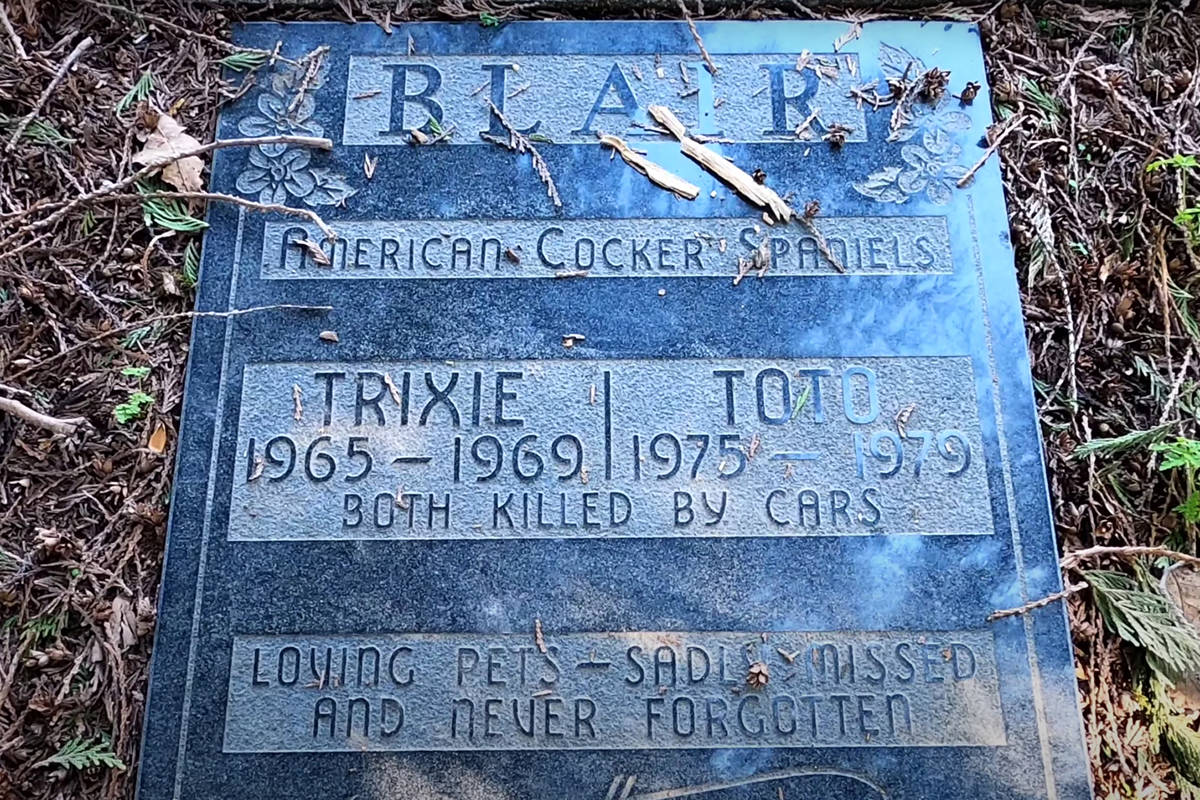 BLAIR
AMERICAN COCKER SPANIELS
TRIXIE | TOTO
1965 – 1969 | 1975 – 1979
BOTH KILLED BY CARS
LOVING PETS – SADLY MISSED
AND NEVER FORGOTTEN